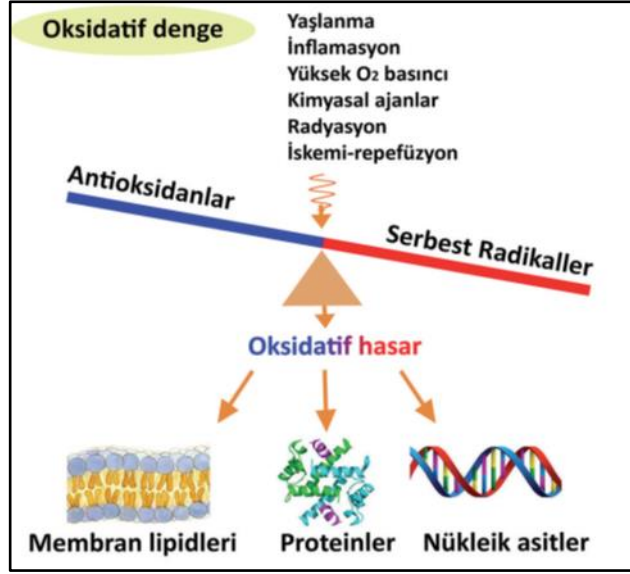 Oksidatif denge
Yaşlanma
İnflamasyon
Yüksek O₂ basıncı
Kimyasal ajanlar
Radyasyon
İskemi-repefüzyon
Antioksidanlar
Serbest Radikaller
Oksidatif hasar
Membran lipidleri
Proteinler
Nükleik asitler